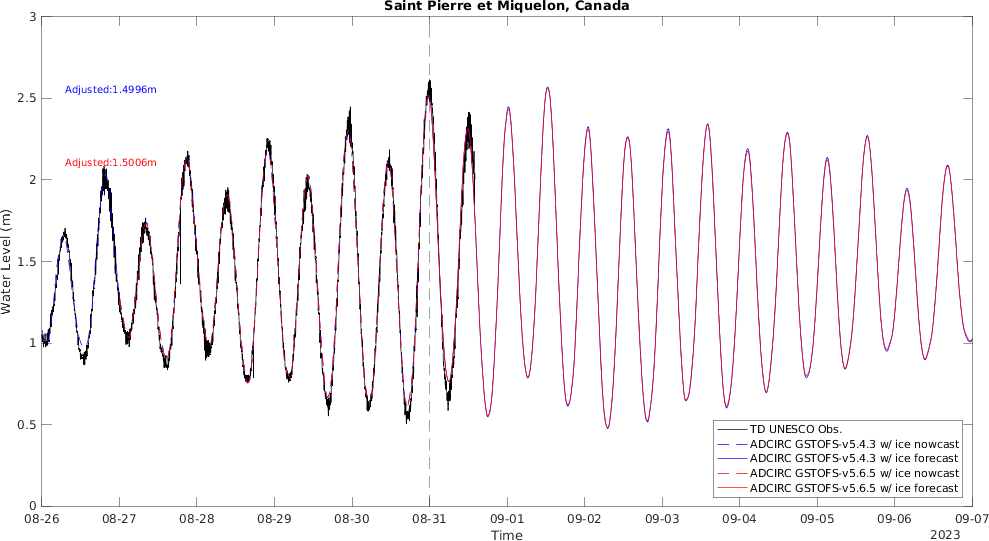 Saint Pierre et Miquelon, Canada
3
2.5
2
1.5
1
0.5
0
Water Level (m)
Adjusted:1.4996m
Adjusted:1.5006m
TD UNESCO Obs.
ADCIRC GSTOFS-v5.4.3 w/ ice nowcast
ADCIRC GSTOFS-v5.4.3 w/ ice forecast
ADCIRC GSTOFS-v5.6.5 w/ ice nowcast
ADCIRC GSTOFS-v5.6.5 w/ ice forecast
08-26 08-27 08-28 08-29 08-30 08-31 09-01 09-02 09-03 09-04 09-05 09-06 09-07
Time
2023